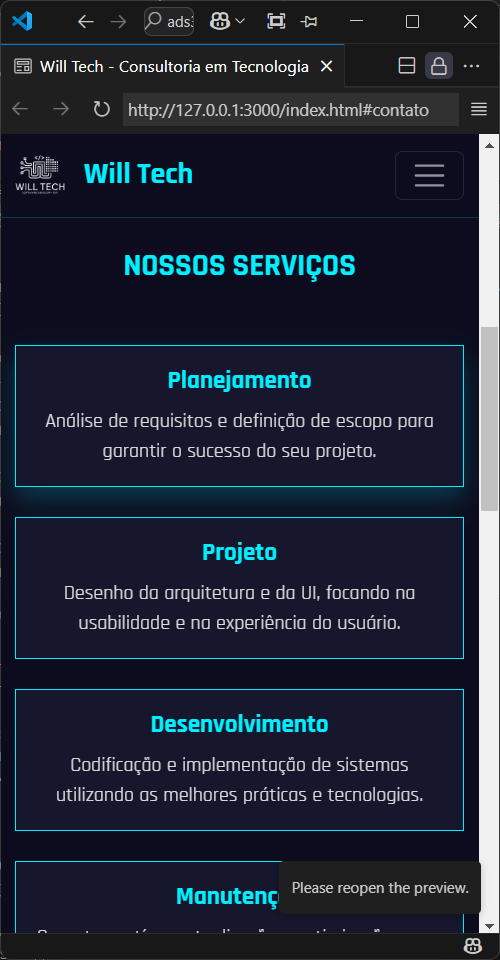 ads:
Will Tech - Consultoria em Tecnologia
http://127.0.0.1:3000/index.html#contato
WILL TECH
Will Tech
NOSSOS SERVIÇOS
Planejamento
Análise de requisitos e definição de escopo para
garantir o sucesso do seu projeto.
Projeto
Desenho da arquitetura e da UI, focando na
usabilidade e na experiência do usuário.
Desenvolvimento
Codificação e implementação de sistemas
utilizando as melhores práticas e tecnologias.
Manutenç
Please reopen the preview.